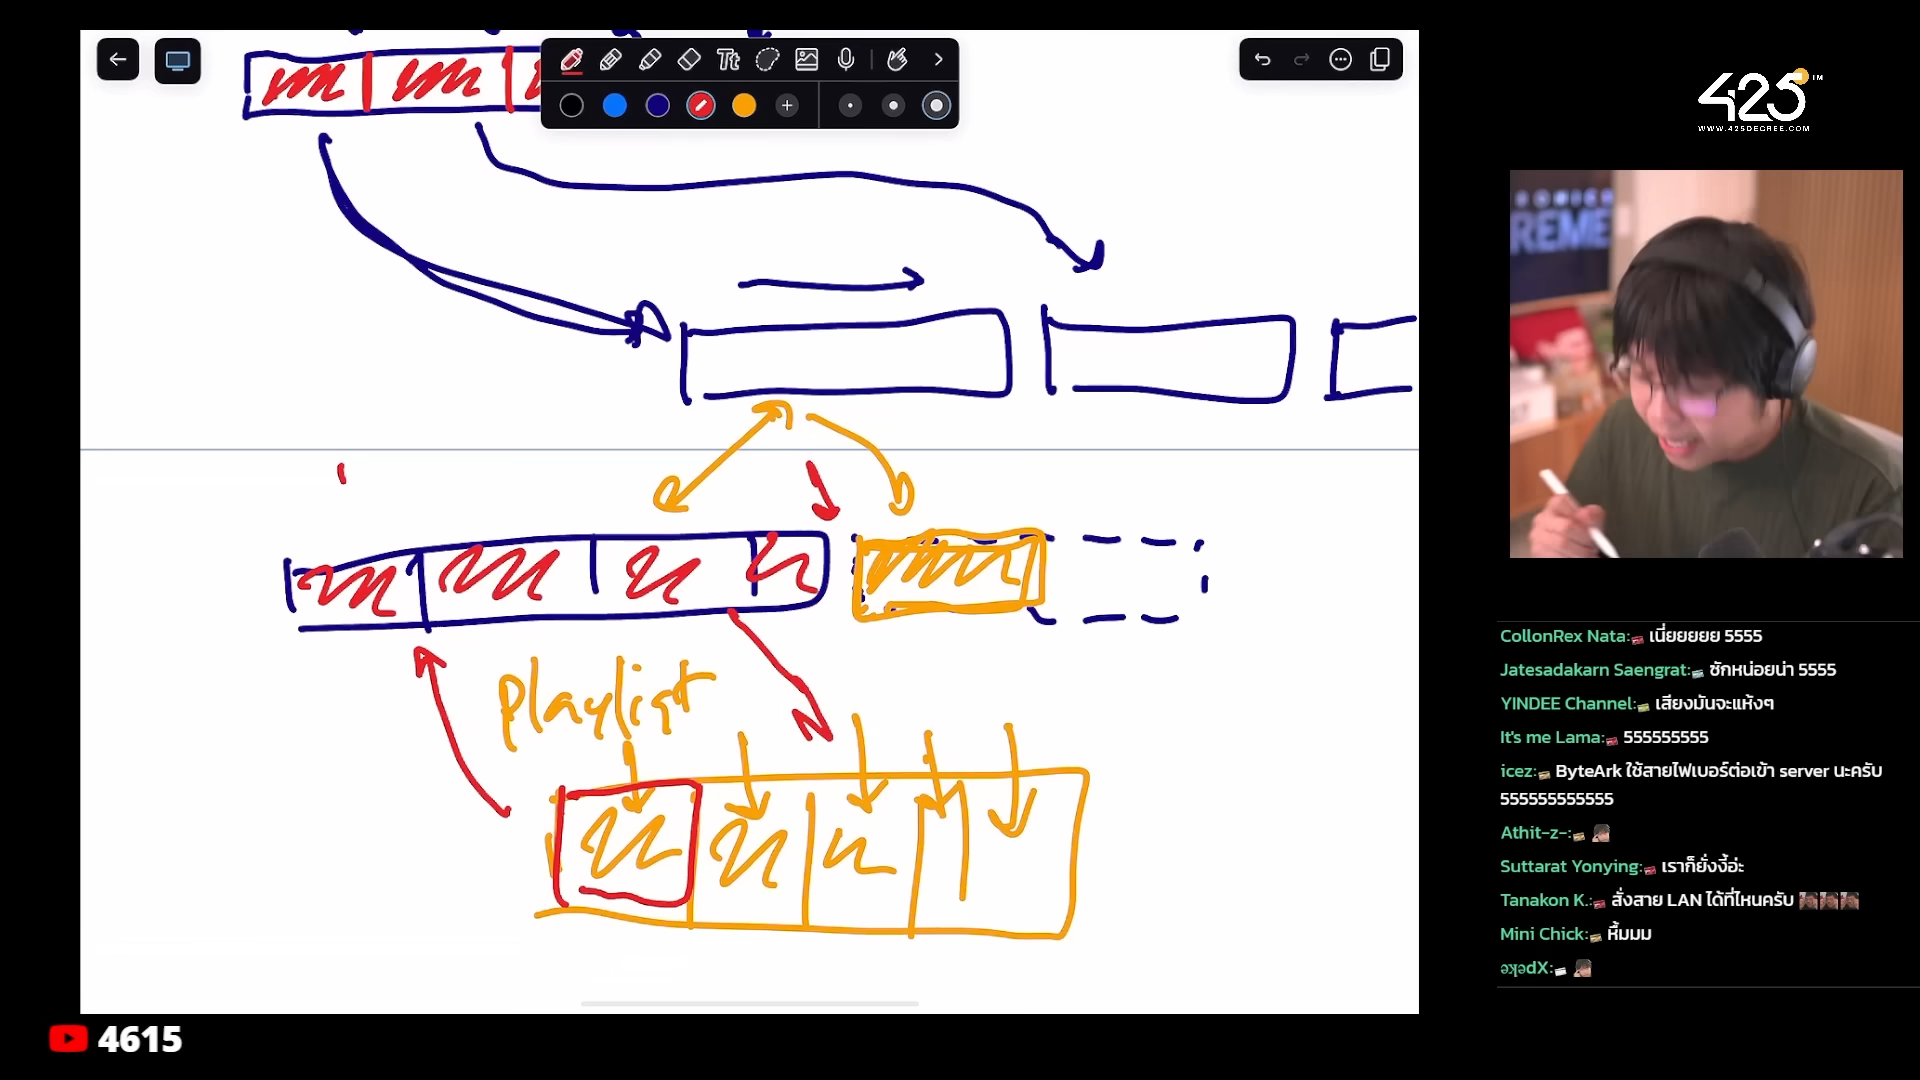 Tt
425 TM
WWW.425DEGREE.COM
REME
Playlist
CollonRex Nata: เนี่ยยยยย 5555
Jatesadakarn Saengrat: ซักหน่อยน่า 5555
YINDEE Channel: เสียงมันจะแห้งๆ
It's me Lama: 555555555
icez: ByteArk ใช้สายไฟเบอร์ต่อเข้า server นะครับ
555555555555
Athit-z-:
Suttarat Yonying: เราก็ยั่งงี้อ่ะ
Tanakon K.: สั่งสาย LAN ได้ที่ไหนครับ
Mini Chick: หึ้มมม
ǝʞǝdX:
4615